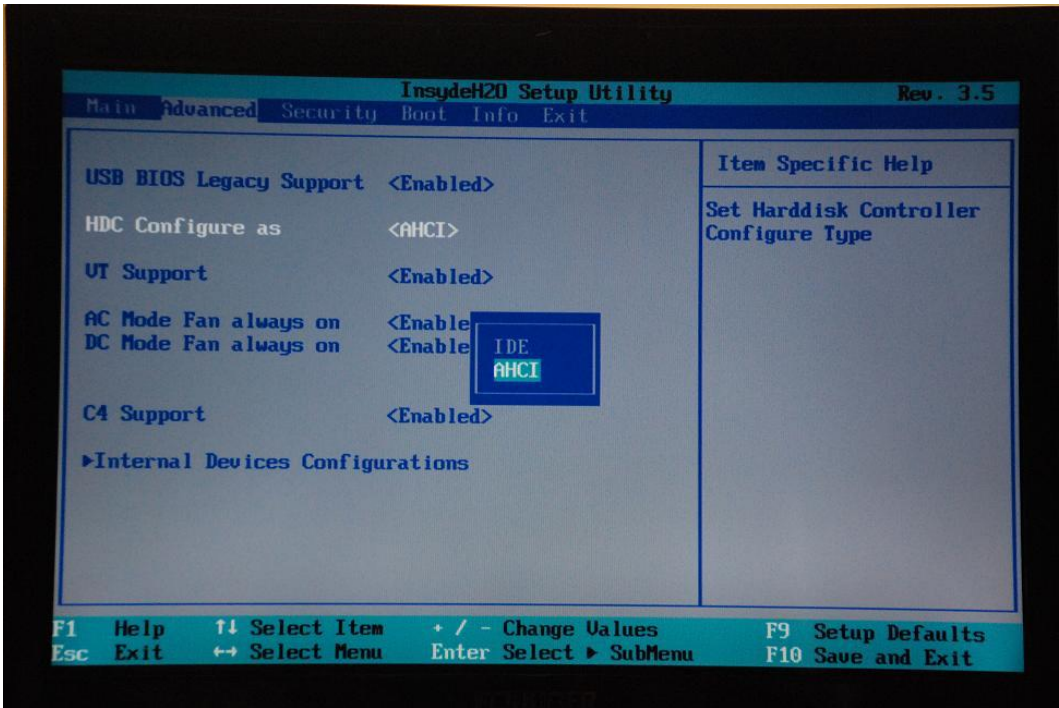 InsydeH20 Setup Utility Rev. 3.5
Main Advanced Security Boot Info Exit
USB BIOS Legacy Support <Enabled>
HDC Configure as <AHCI>
VT Support <Enabled>
AC Mode Fan always on <Enable
DC Mode Fan always on <Enable
IDE
AHCI
C4 Support <Enabled>
▶Internal Devices Configurations
Item Specific Help
Set Harddisk Controller
Configure Type
F1 Help ↑↓ Select Item + / - Change Values F9 Setup Defaults
Esc Exit ←→ Select Menu Enter Select ▶ SubMenu F10 Save and Exit